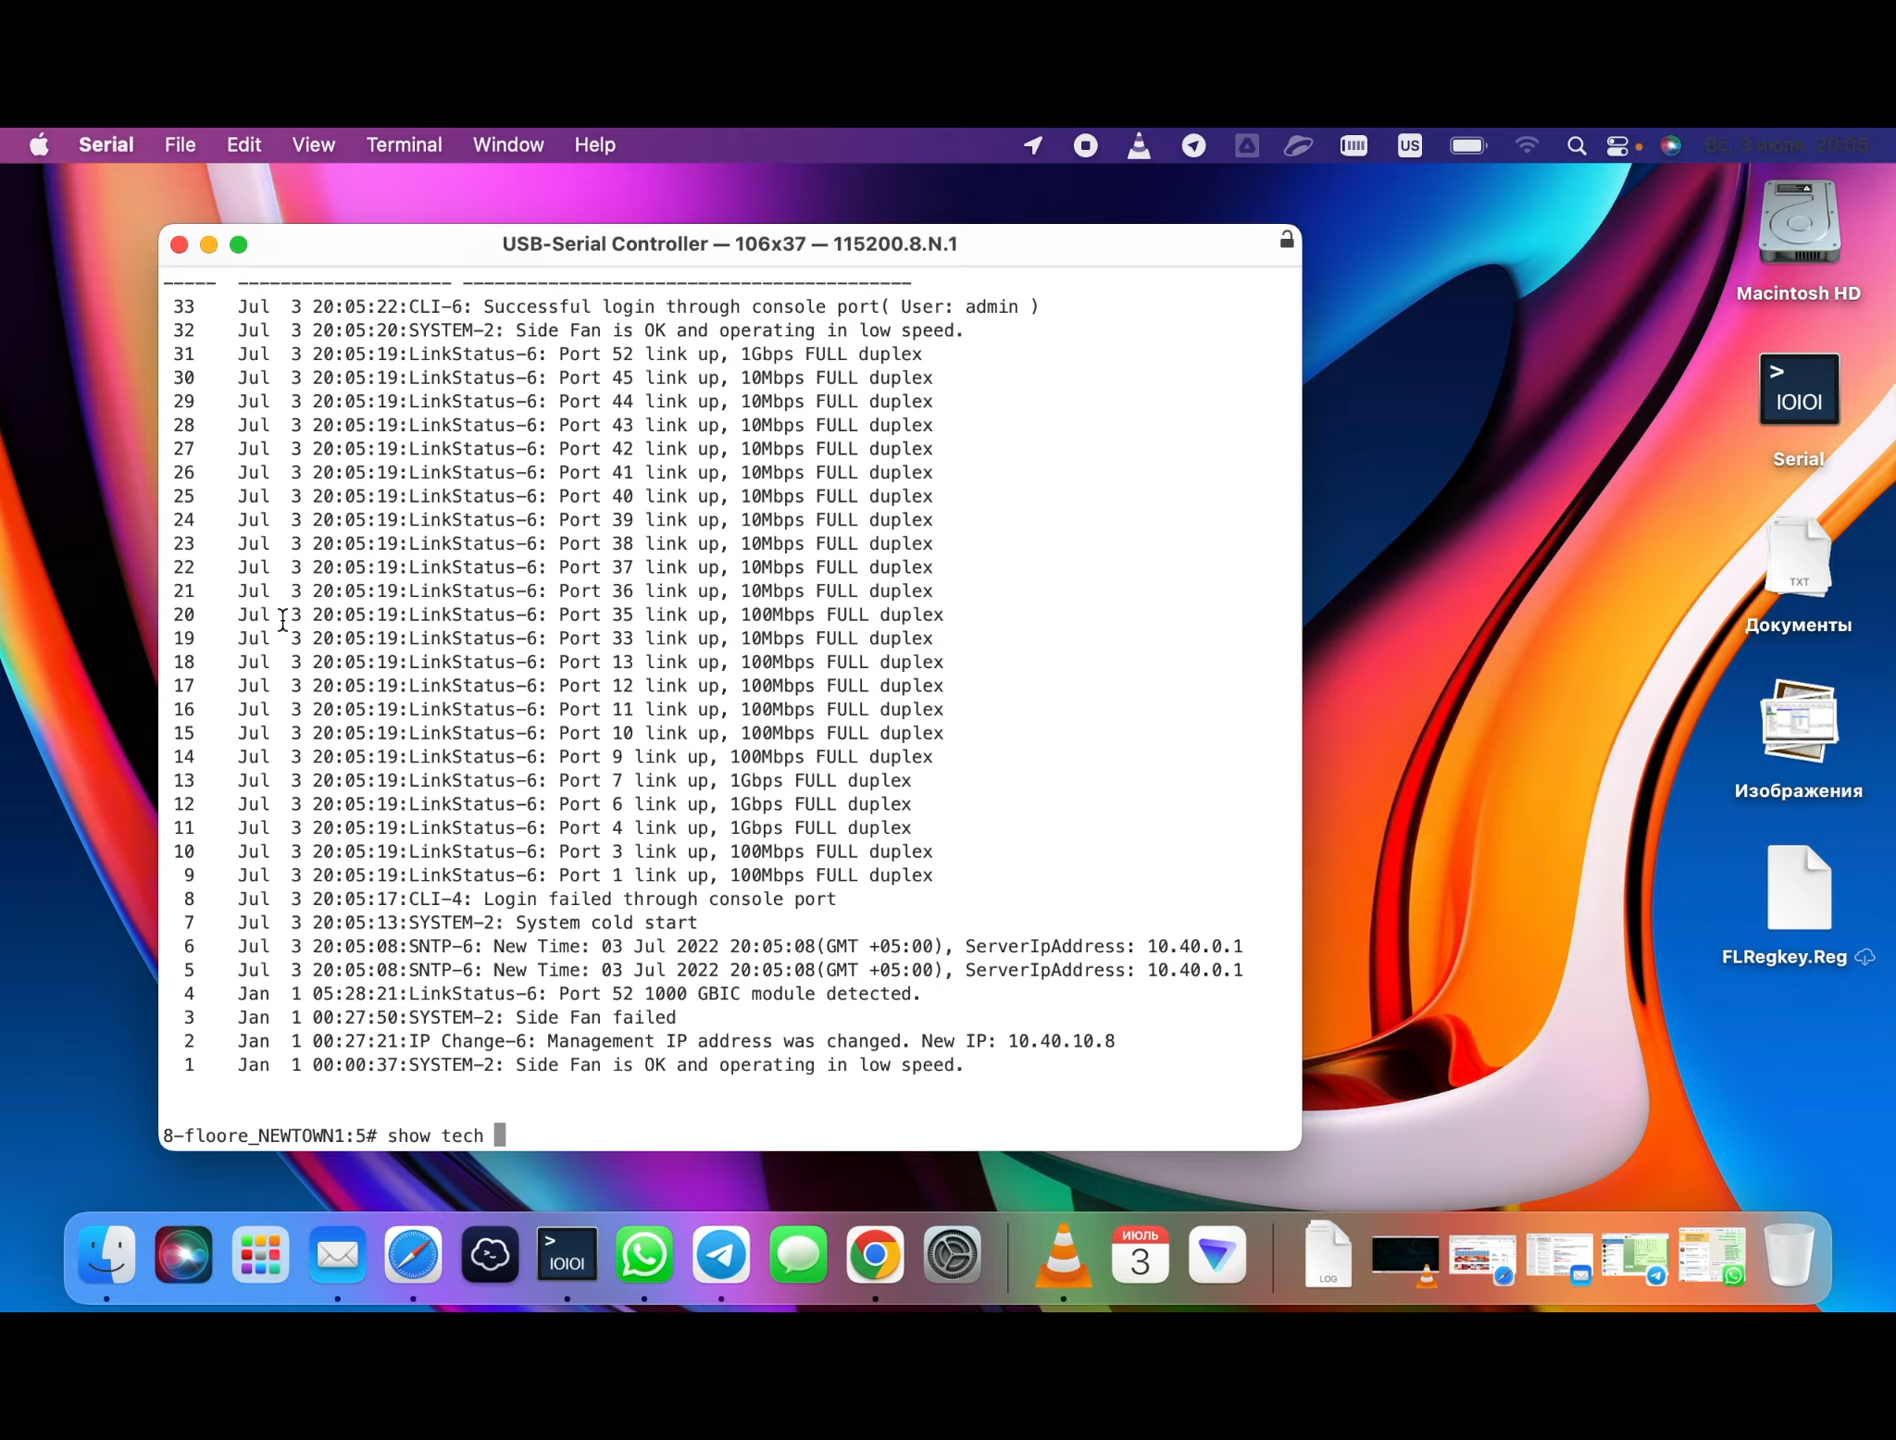 Serial File Edit View Terminal Window Help US Вс, 3 июля 20:05
USB-Serial Controller — 106x37 — 115200.8.N.1
----- -------------------- ------------------------------------------
33 Jul 3 20:05:22:CLI-6: Successful login through console port( User: admin )
32 Jul 3 20:05:20:SYSTEM-2: Side Fan is OK and operating in low speed.
31 Jul 3 20:05:19:LinkStatus-6: Port 52 link up, 1Gbps FULL duplex
30 Jul 3 20:05:19:LinkStatus-6: Port 45 link up, 10Mbps FULL duplex
29 Jul 3 20:05:19:LinkStatus-6: Port 44 link up, 10Mbps FULL duplex
28 Jul 3 20:05:19:LinkStatus-6: Port 43 link up, 10Mbps FULL duplex
27 Jul 3 20:05:19:LinkStatus-6: Port 42 link up, 10Mbps FULL duplex
26 Jul 3 20:05:19:LinkStatus-6: Port 41 link up, 10Mbps FULL duplex
25 Jul 3 20:05:19:LinkStatus-6: Port 40 link up, 10Mbps FULL duplex
24 Jul 3 20:05:19:LinkStatus-6: Port 39 link up, 10Mbps FULL duplex
23 Jul 3 20:05:19:LinkStatus-6: Port 38 link up, 10Mbps FULL duplex
22 Jul 3 20:05:19:LinkStatus-6: Port 37 link up, 10Mbps FULL duplex
21 Jul 3 20:05:19:LinkStatus-6: Port 36 link up, 10Mbps FULL duplex
20 Jul 3 20:05:19:LinkStatus-6: Port 35 link up, 100Mbps FULL duplex
19 Jul 3 20:05:19:LinkStatus-6: Port 33 link up, 10Mbps FULL duplex
18 Jul 3 20:05:19:LinkStatus-6: Port 13 link up, 100Mbps FULL duplex
17 Jul 3 20:05:19:LinkStatus-6: Port 12 link up, 100Mbps FULL duplex
16 Jul 3 20:05:19:LinkStatus-6: Port 11 link up, 100Mbps FULL duplex
15 Jul 3 20:05:19:LinkStatus-6: Port 10 link up, 100Mbps FULL duplex
14 Jul 3 20:05:19:LinkStatus-6: Port 9 link up, 100Mbps FULL duplex
13 Jul 3 20:05:19:LinkStatus-6: Port 7 link up, 1Gbps FULL duplex
12 Jul 3 20:05:19:LinkStatus-6: Port 6 link up, 1Gbps FULL duplex
11 Jul 3 20:05:19:LinkStatus-6: Port 4 link up, 1Gbps FULL duplex
10 Jul 3 20:05:19:LinkStatus-6: Port 3 link up, 100Mbps FULL duplex
9 Jul 3 20:05:19:LinkStatus-6: Port 1 link up, 100Mbps FULL duplex
8 Jul 3 20:05:17:CLI-4: Login failed through console port
7 Jul 3 20:05:13:SYSTEM-2: System cold start
6 Jul 3 20:05:08:SNTP-6: New Time: 03 Jul 2022 20:05:08(GMT +05:00), ServerIpAddress: 10.40.0.1
5 Jul 3 20:05:08:SNTP-6: New Time: 03 Jul 2022 20:05:08(GMT +05:00), ServerIpAddress: 10.40.0.1
4 Jan 1 05:28:21:LinkStatus-6: Port 52 1000 GBIC module detected.
3 Jan 1 00:27:50:SYSTEM-2: Side Fan failed
2 Jan 1 00:27:21:IP Change-6: Management IP address was changed. New IP: 10.40.10.8
1 Jan 1 00:00:37:SYSTEM-2: Side Fan is OK and operating in low speed.
8-floore_NEWTOWN1:5# show tech
Macintosh HD
>
IOIOI
Serial
TXT
Документы
Изображения
FLRegkey.Reg
>
IOIOI
ИЮЛЬ
3
LOG